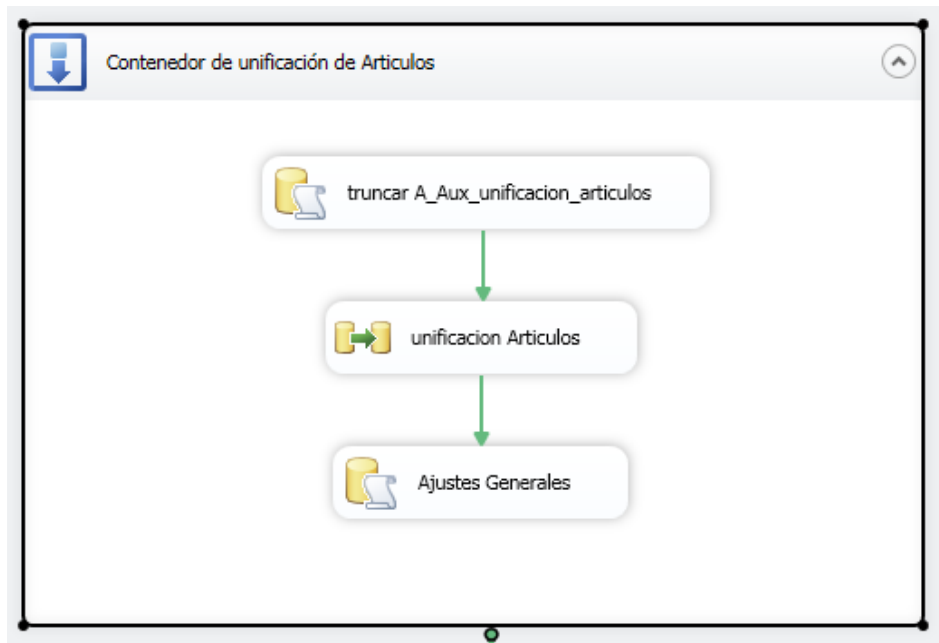 Contenedor de unificación de Articulos
truncar A_Aux_unificacion_articulos
unificacion Articulos
Ajustes Generales